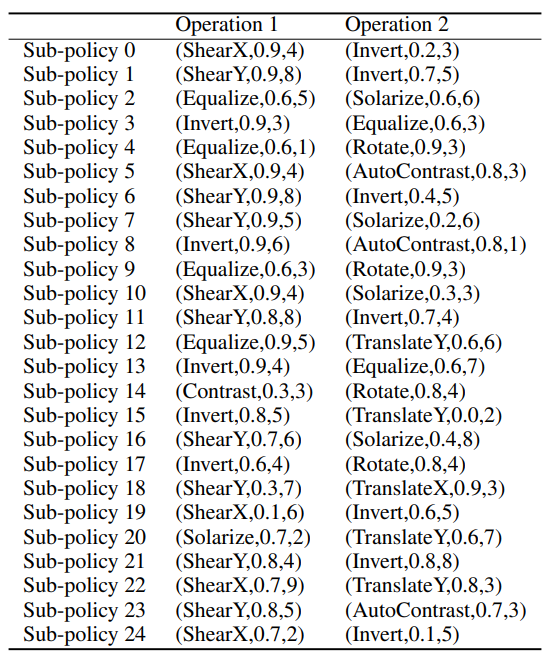 Operation 1 Operation 2
Sub-policy 0 (ShearX,0.9,4) (Invert,0.2,3)
Sub-policy 1 (ShearY,0.9,8) (Invert,0.7,5)
Sub-policy 2 (Equalize,0.6,5) (Solarize,0.6,6)
Sub-policy 3 (Invert,0.9,3) (Equalize,0.6,3)
Sub-policy 4 (Equalize,0.6,1) (Rotate,0.9,3)
Sub-policy 5 (ShearX,0.9,4) (AutoContrast,0.8,3)
Sub-policy 6 (ShearY,0.9,8) (Invert,0.4,5)
Sub-policy 7 (ShearY,0.9,5) (Solarize,0.2,6)
Sub-policy 8 (Invert,0.9,6) (AutoContrast,0.8,1)
Sub-policy 9 (Equalize,0.6,3) (Rotate,0.9,3)
Sub-policy 10 (ShearX,0.9,4) (Solarize,0.3,3)
Sub-policy 11 (ShearY,0.8,8) (Invert,0.7,4)
Sub-policy 12 (Equalize,0.9,5) (TranslateY,0.6,6)
Sub-policy 13 (Invert,0.9,4) (Equalize,0.6,7)
Sub-policy 14 (Contrast,0.3,3) (Rotate,0.8,4)
Sub-policy 15 (Invert,0.8,5) (TranslateY,0.0,2)
Sub-policy 16 (ShearY,0.7,6) (Solarize,0.4,8)
Sub-policy 17 (Invert,0.6,4) (Rotate,0.8,4)
Sub-policy 18 (ShearY,0.3,7) (TranslateX,0.9,3)
Sub-policy 19 (ShearX,0.1,6) (Invert,0.6,5)
Sub-policy 20 (Solarize,0.7,2) (TranslateY,0.6,7)
Sub-policy 21 (ShearY,0.8,4) (Invert,0.8,8)
Sub-policy 22 (ShearX,0.7,9) (TranslateY,0.8,3)
Sub-policy 23 (ShearY,0.8,5) (AutoContrast,0.7,3)
Sub-policy 24 (ShearX,0.7,2) (Invert,0.1,5)